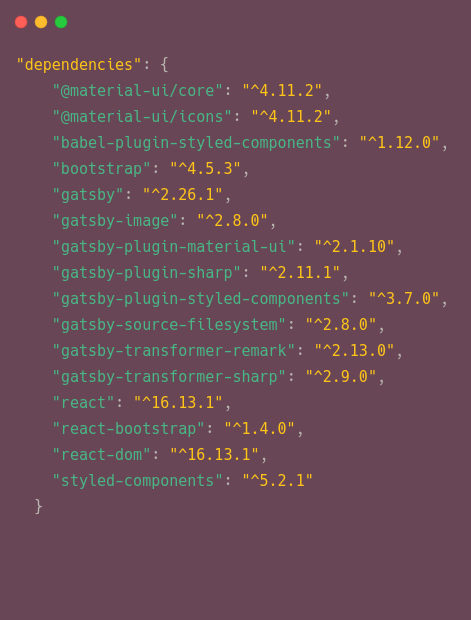 "dependencies": {
"@material-ui/core": "^4.11.2",
"@material-ui/icons": "^4.11.2",
"babel-plugin-styled-components": "^1.12.0",
"bootstrap": "^4.5.3",
"gatsby": "^2.26.1",
"gatsby-image": "^2.8.0",
"gatsby-plugin-material-ui": "^2.1.10",
"gatsby-plugin-sharp": "^2.11.1",
"gatsby-plugin-styled-components": "^3.7.0",
"gatsby-source-filesystem": "^2.8.0",
"gatsby-transformer-remark": "^2.13.0",
"gatsby-transformer-sharp": "^2.9.0",
"react": "^16.13.1",
"react-bootstrap": "^1.4.0",
"react-dom": "^16.13.1",
"styled-components": "^5.2.1"
}